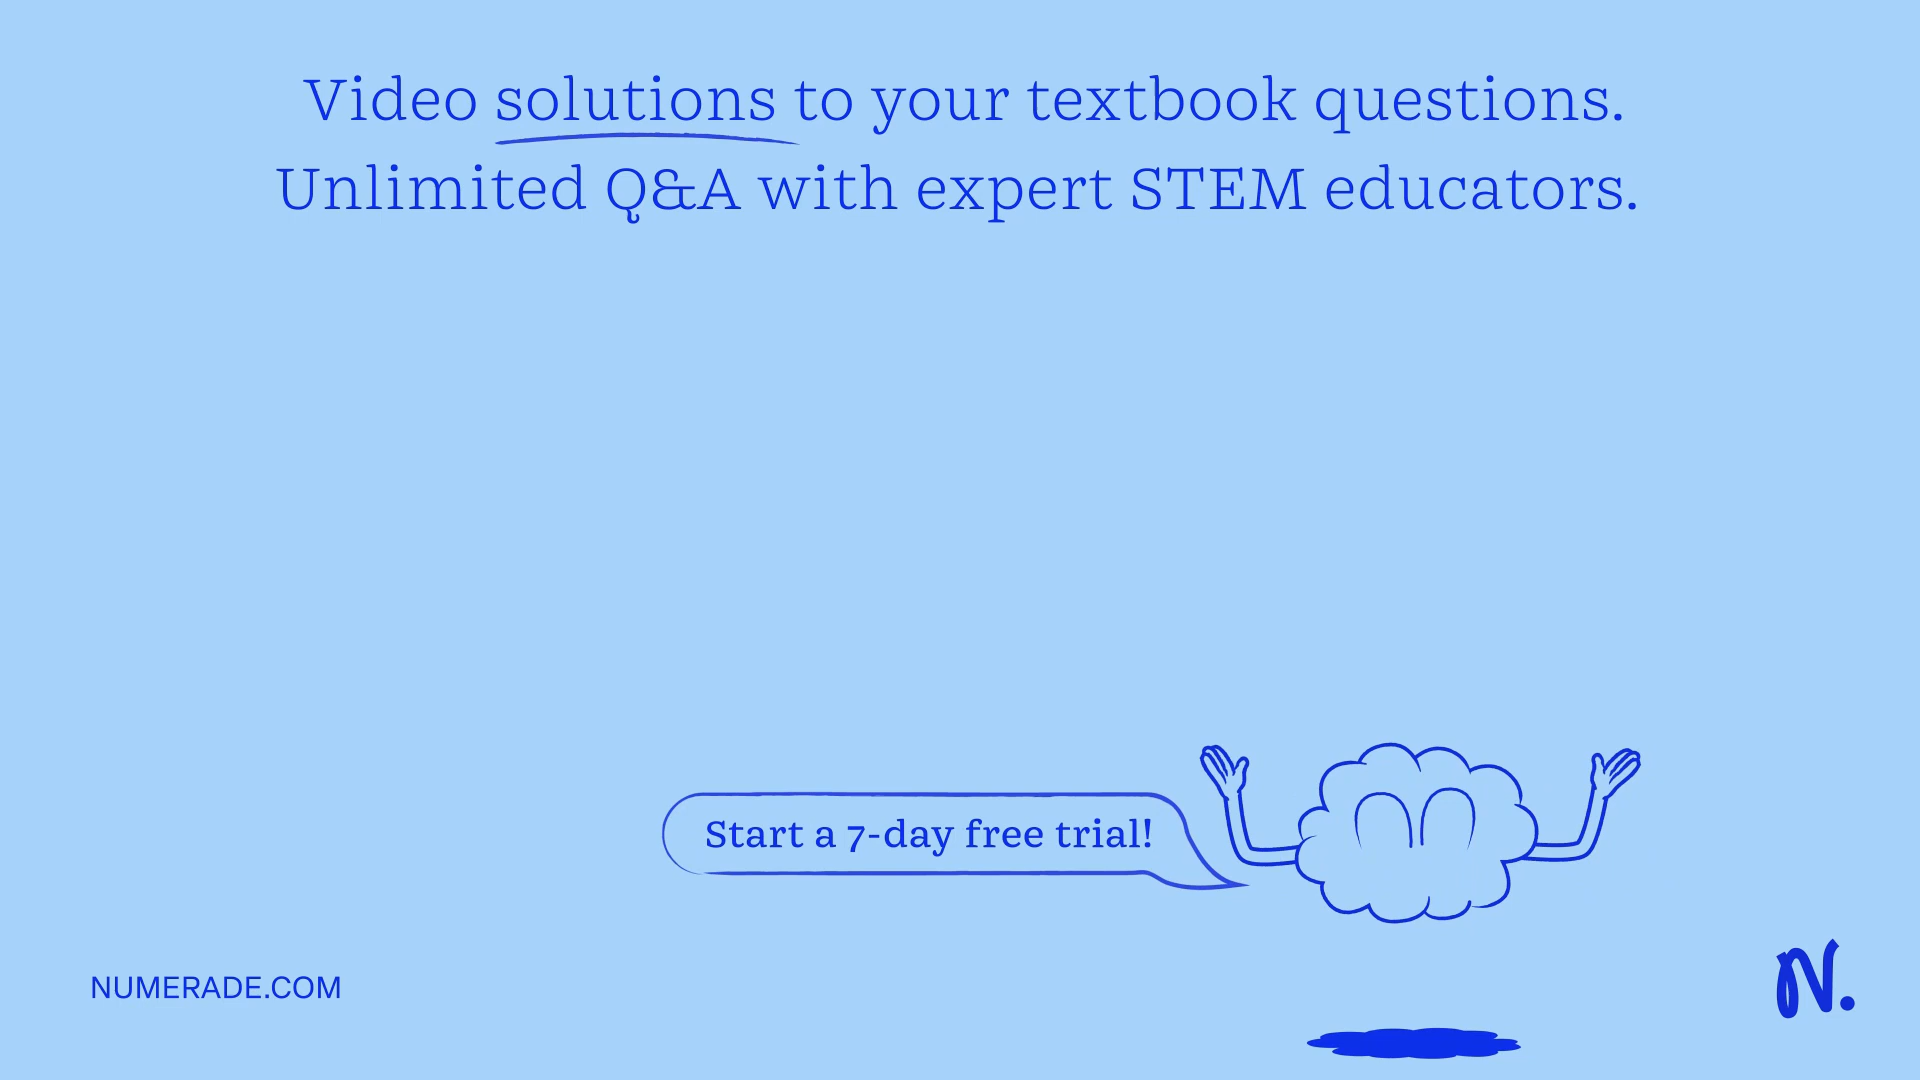 Video solutions to your textbook questions.
Unlimited Q&A with expert STEM educators.
Start a 7-day free trial!
NUMERADE.COM
N.